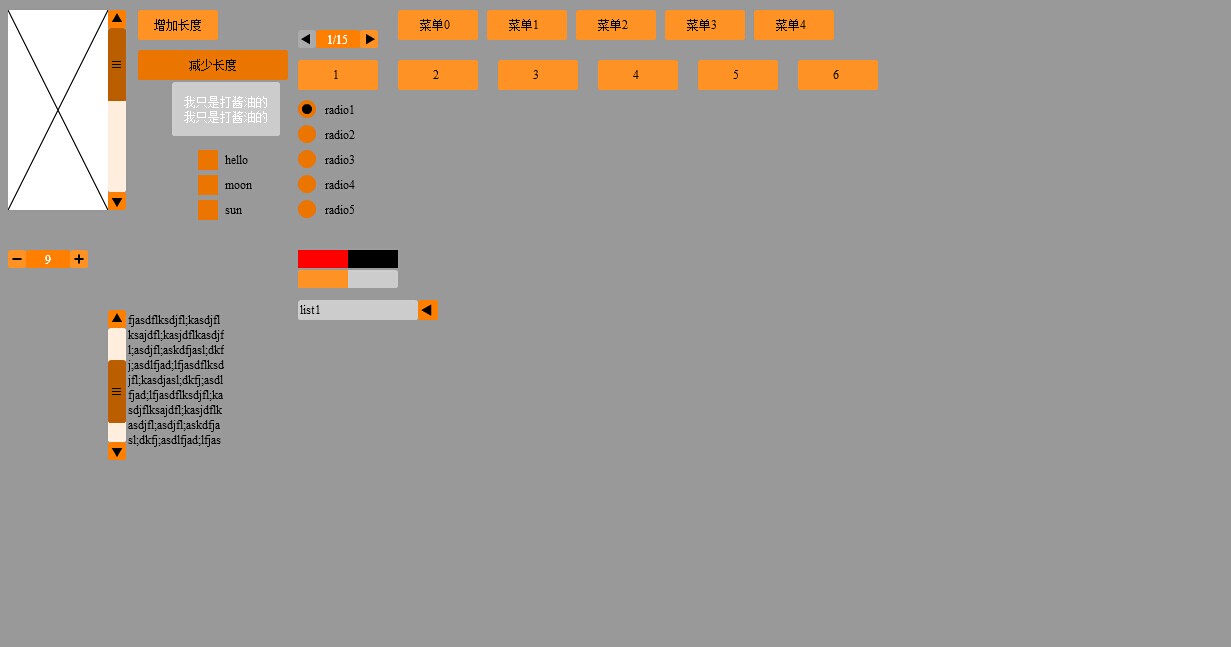 增加长度
减少长度
我只是打酱油的
我只是打酱油的
hello
moon
sun
1/15
菜单0
菜单1
菜单2
菜单3
菜单4
1
2
3
4
5
6
radio1
radio2
radio3
radio4
radio5
9
list1
fjasdflksdjfl;kasdjfl
ksajdfl;kasjdflkasdjf
l;asdjfl;askdfjasl;dkf
j;asdlfjad;lfjasdflksd
jfl;kasdjasl;dkfj;asdl
fjad;lfjasdflksdjfl;ka
sdjflksajdfl;kasjdflk
asdjfl;asdjfl;askdfja
sl;dkfj;asdlfjad;lfjas